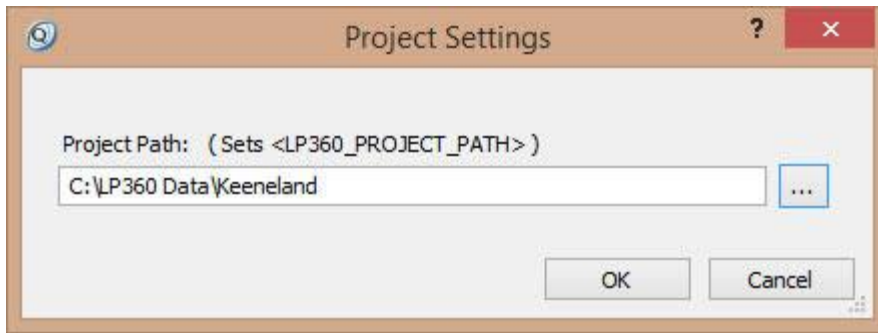 Project Settings
?
Project Path: ( Sets <LP360_PROJECT_PATH> )
C:\LP360 Data\Keeneland
...
OK
Cancel